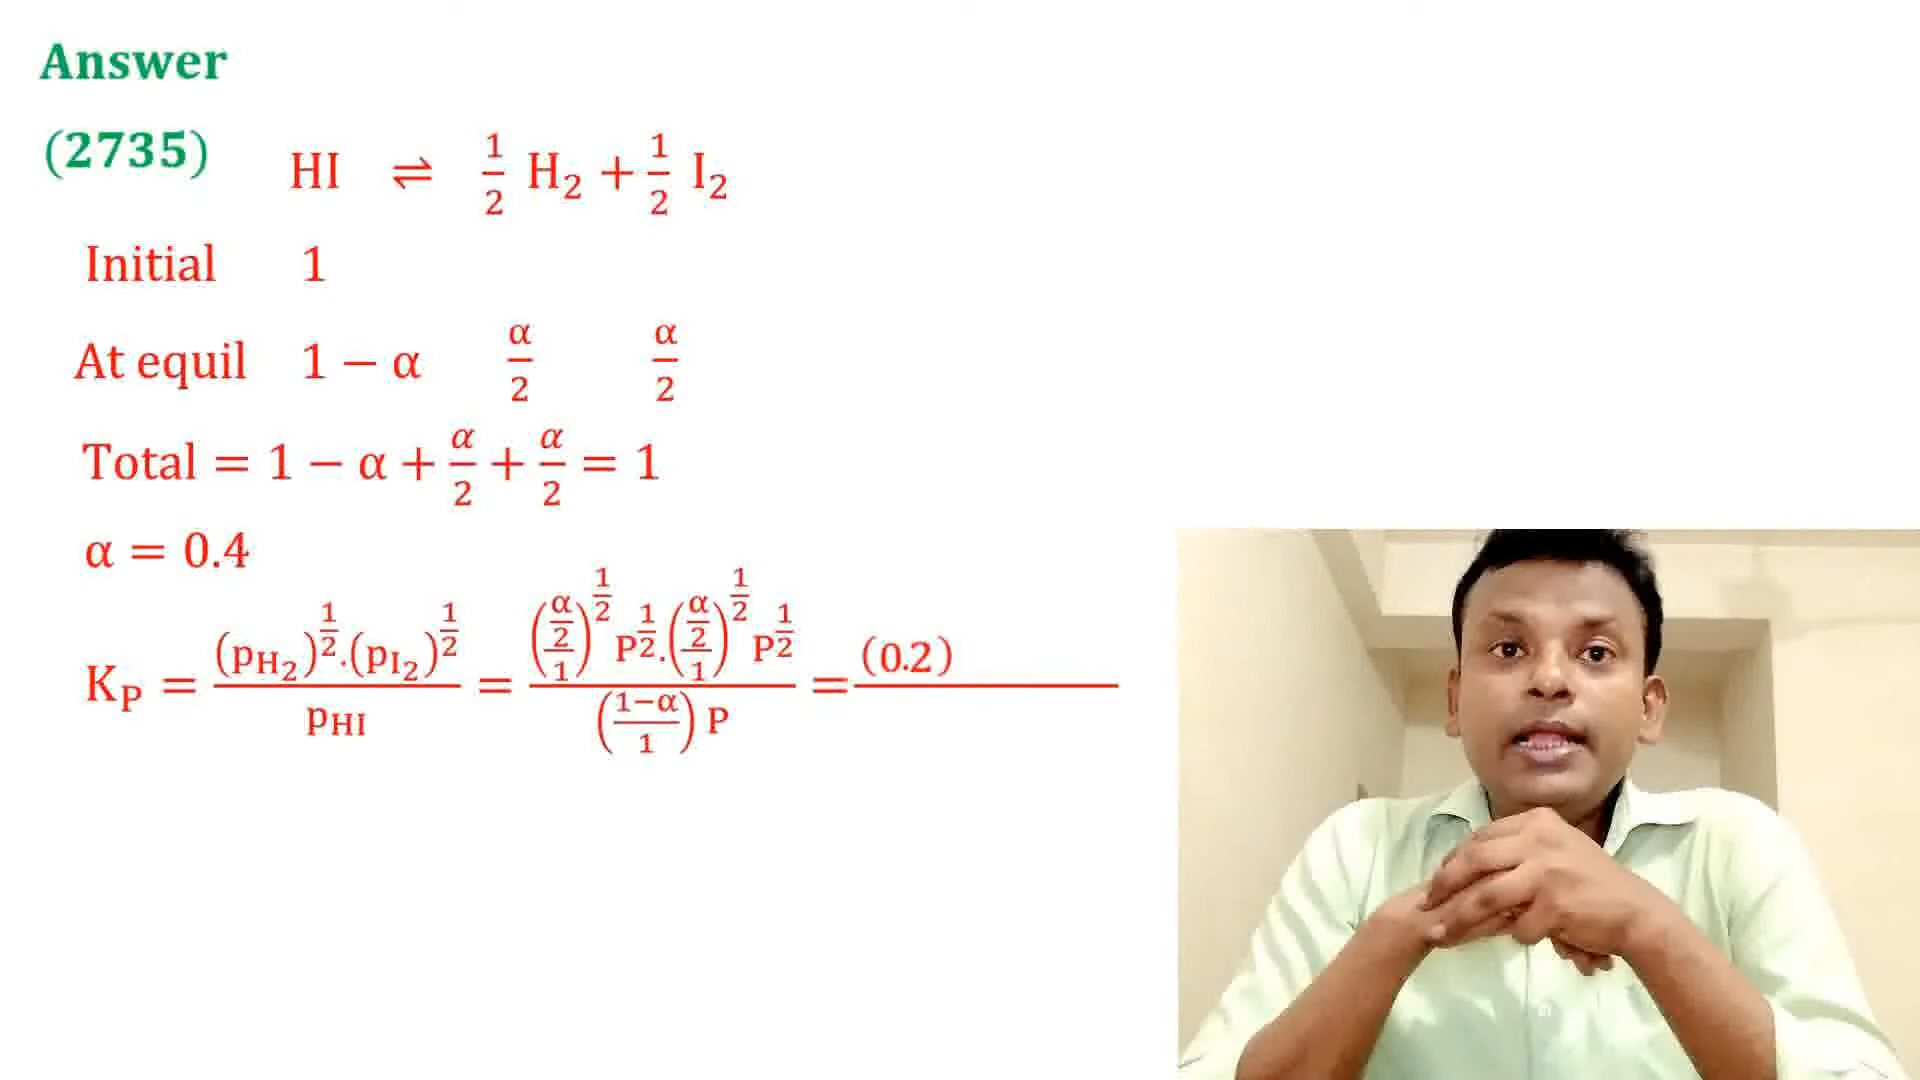 Answer
(2735) HI ⇌ 1/2 H₂ + 1/2 I₂
Initial 1
At equil 1 − α α/2 α/2
Total = 1 − α + α/2 + α/2 = 1
α = 0.4
K_P = (p_H₂)^(1/2).(p_I₂)^(1/2) / p_HI = ((α/2)/1)^(1/2) P^(1/2).((α/2)/1)^(1/2) P^(1/2) / ((1−α)/1) P = (0.2) /